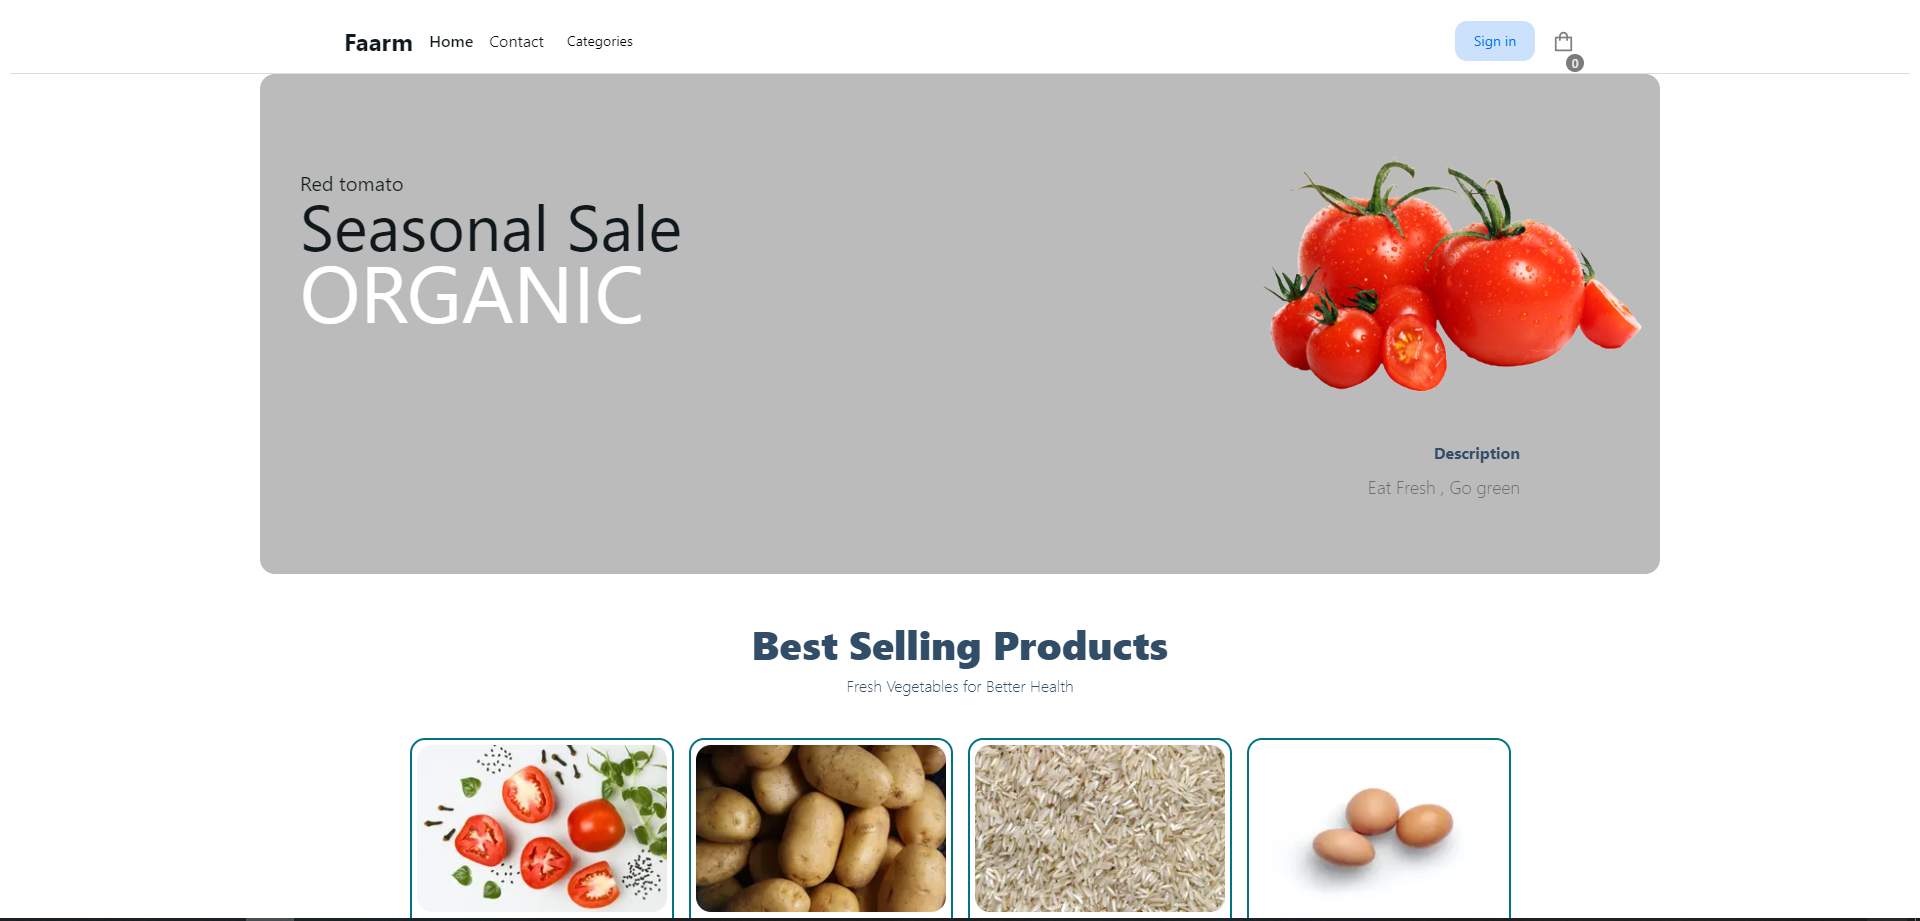 Faarm Home Contact Categories Sign in
0
Red tomato
Seasonal Sale
ORGANIC
Description
Eat Fresh , Go green
Best Selling Products
Fresh Vegetables for Better Health